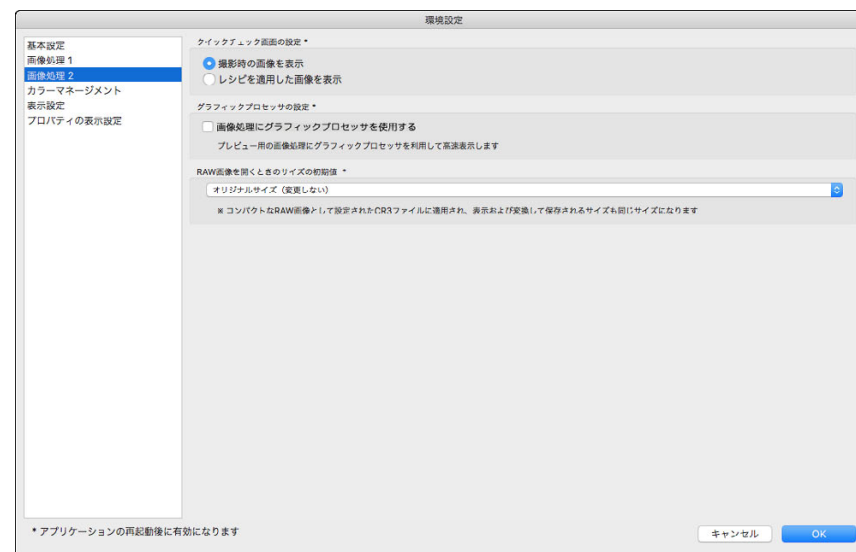 環境設定
基本設定
画像処理 1
画像処理 2
カラーマネージメント
表示設定
プロパティの表示設定
クイックチェック画面の設定 *
撮影時の画像を表示
レシピを適用した画像を表示
グラフィックプロセッサの設定 *
画像処理にグラフィックプロセッサを使用する
プレビュー用の画像処理にグラフィックプロセッサを利用して高速表示します
RAW画像を開くときのリサイズの初期値 *
オリジナルサイズ（変更しない）
※ コンパクトなRAW画像として設定されたCR3ファイルに適用され、表示および変換して保存されるサイズも同じサイズになります
* アプリケーションの再起動後に有効になります
キャンセル
OK